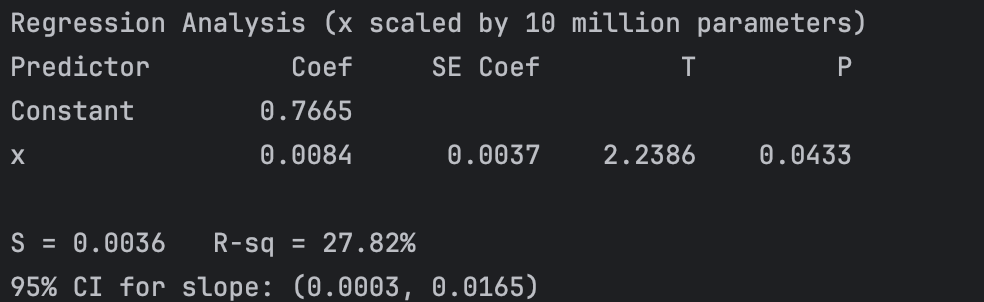 Regression Analysis (x scaled by 10 million parameters)
Predictor Coef SE Coef T P
Constant 0.7665
x 0.0084 0.0037 2.2386 0.0433
S = 0.0036 R-sq = 27.82%
95% CI for slope: (0.0003, 0.0165)